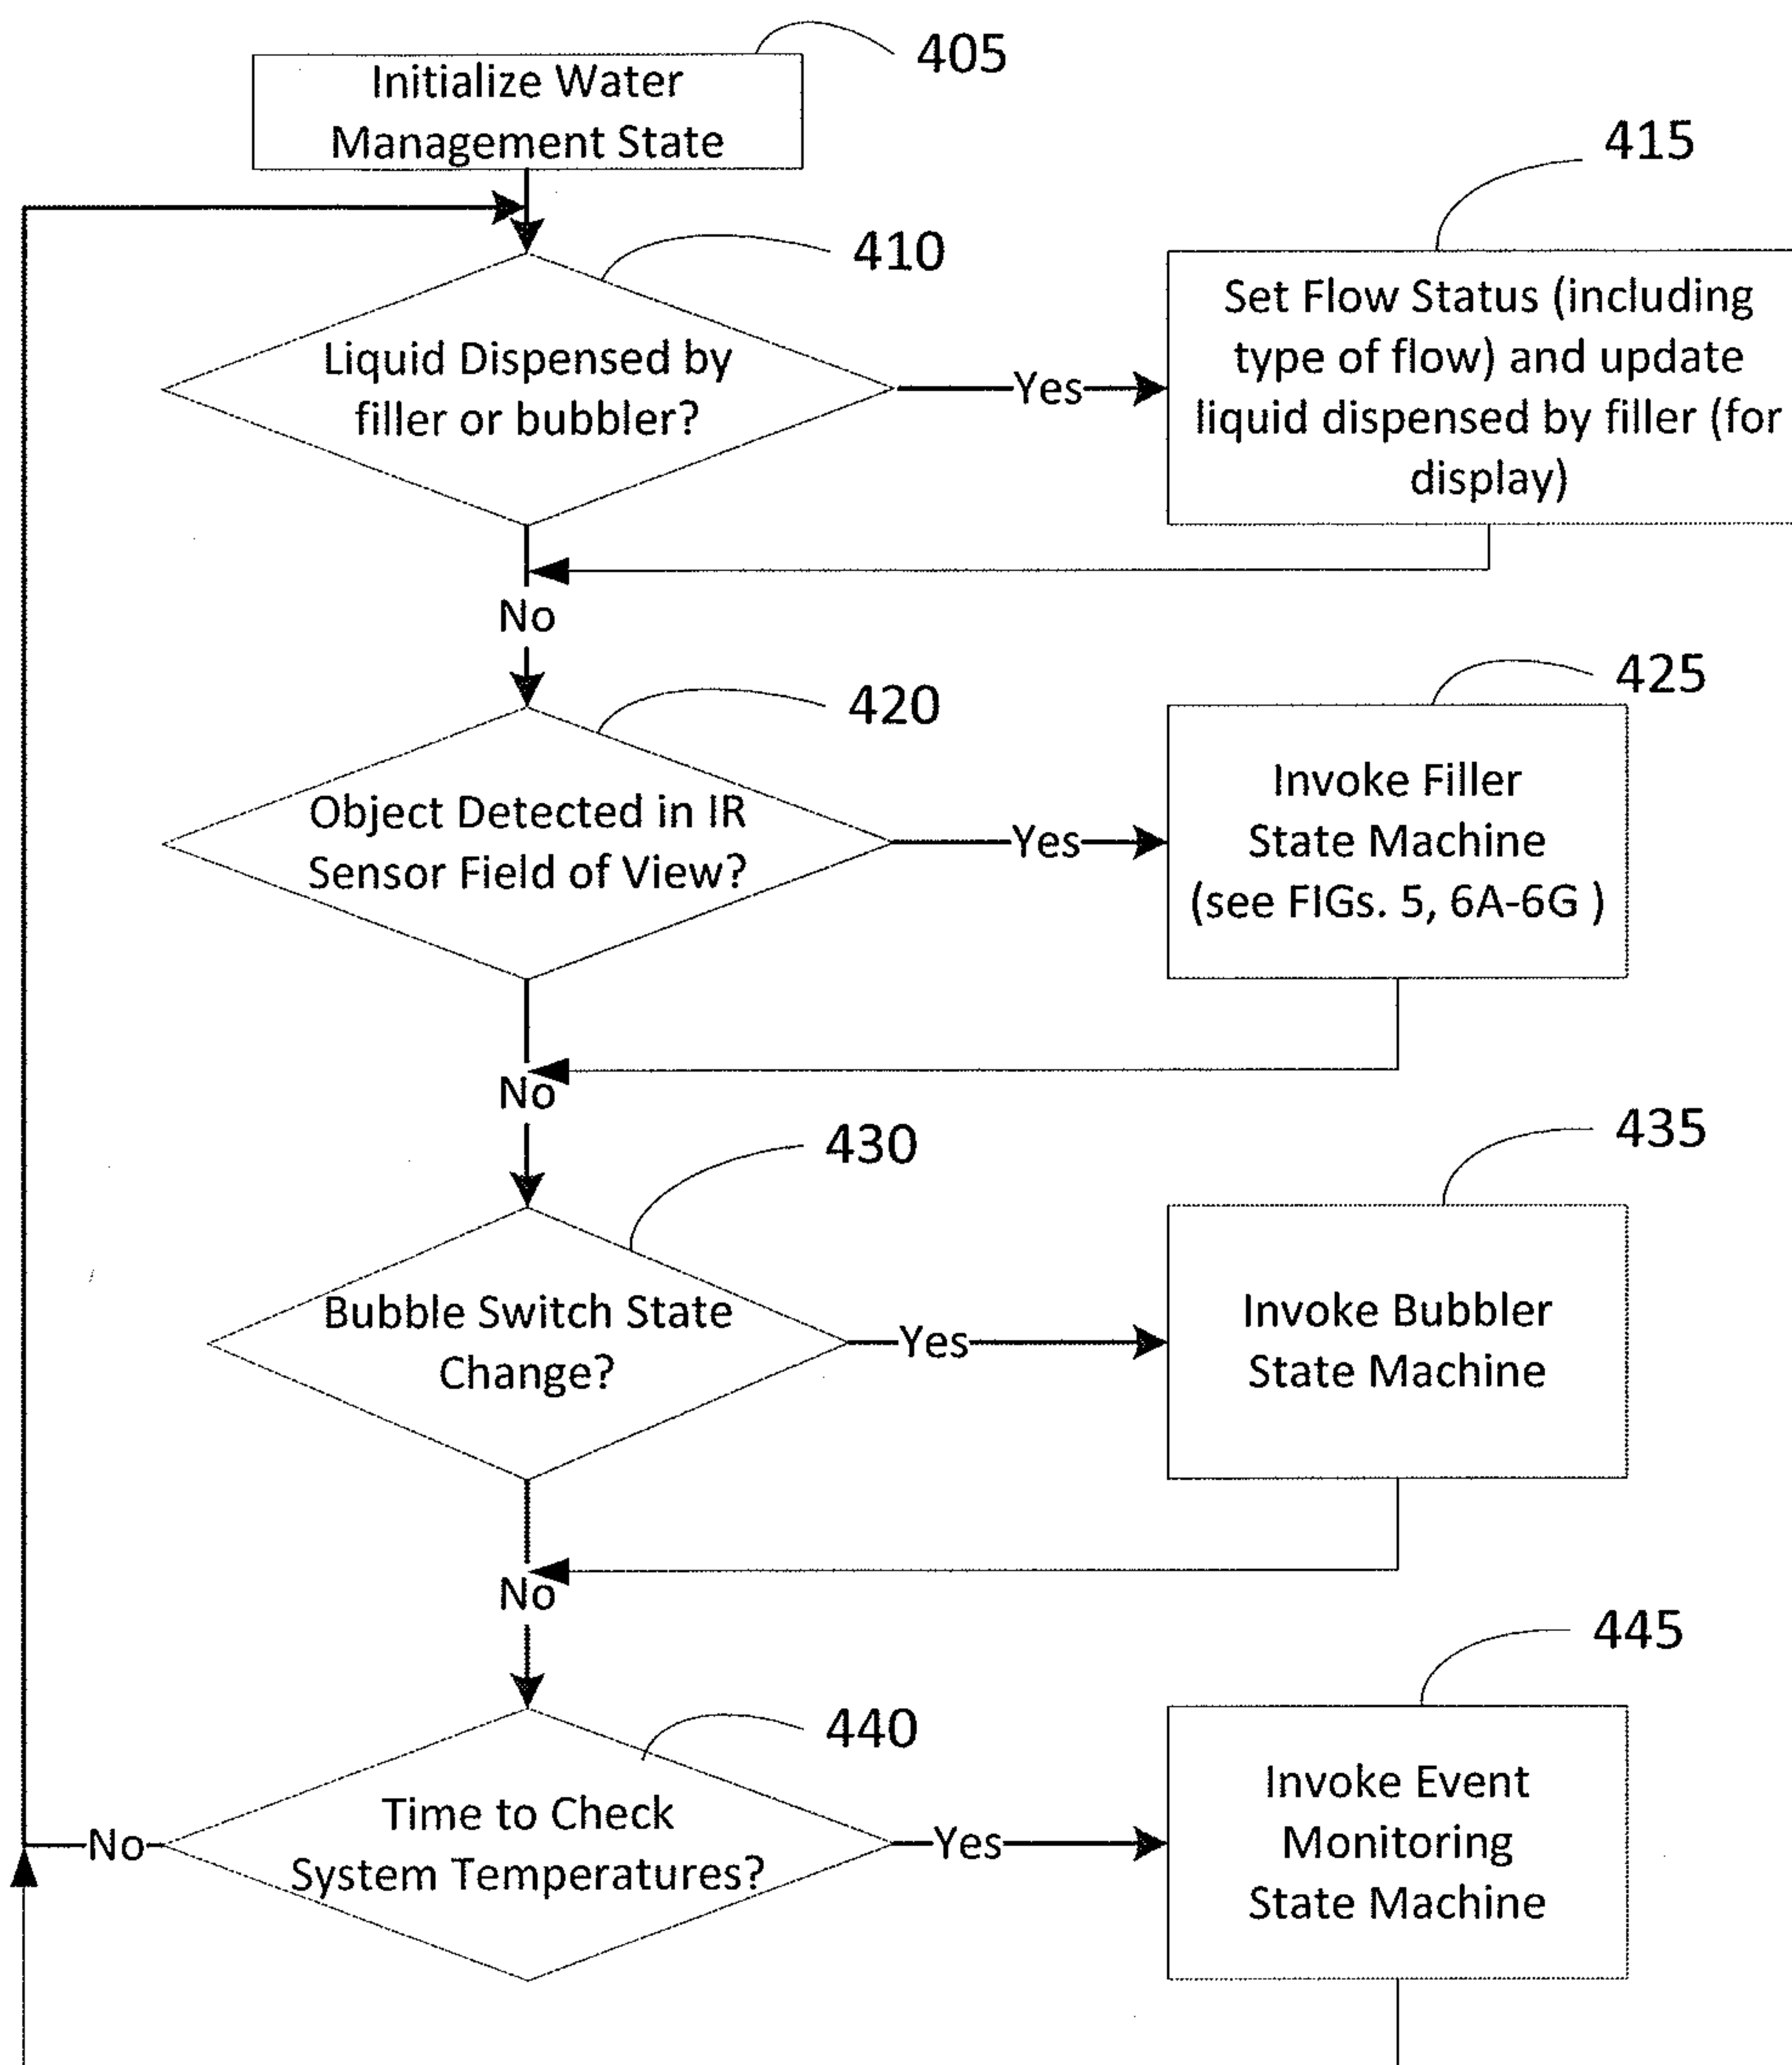 405
Initialize Water
Management State
410
415
Liquid Dispensed by
filler or bubbler?
Yes
Set Flow Status (including
type of flow) and update
liquid dispensed by filler (for
display)
No
420
425
Object Detected in IR
Sensor Field of View?
Yes
Invoke Filler
State Machine
(see FIGs. 5, 6A-6G )
No
430
435
Bubble Switch State
Change?
Yes
Invoke Bubbler
State Machine
No
440
445
Time to Check
System Temperatures?
No
Yes
Invoke Event
Monitoring
State Machine